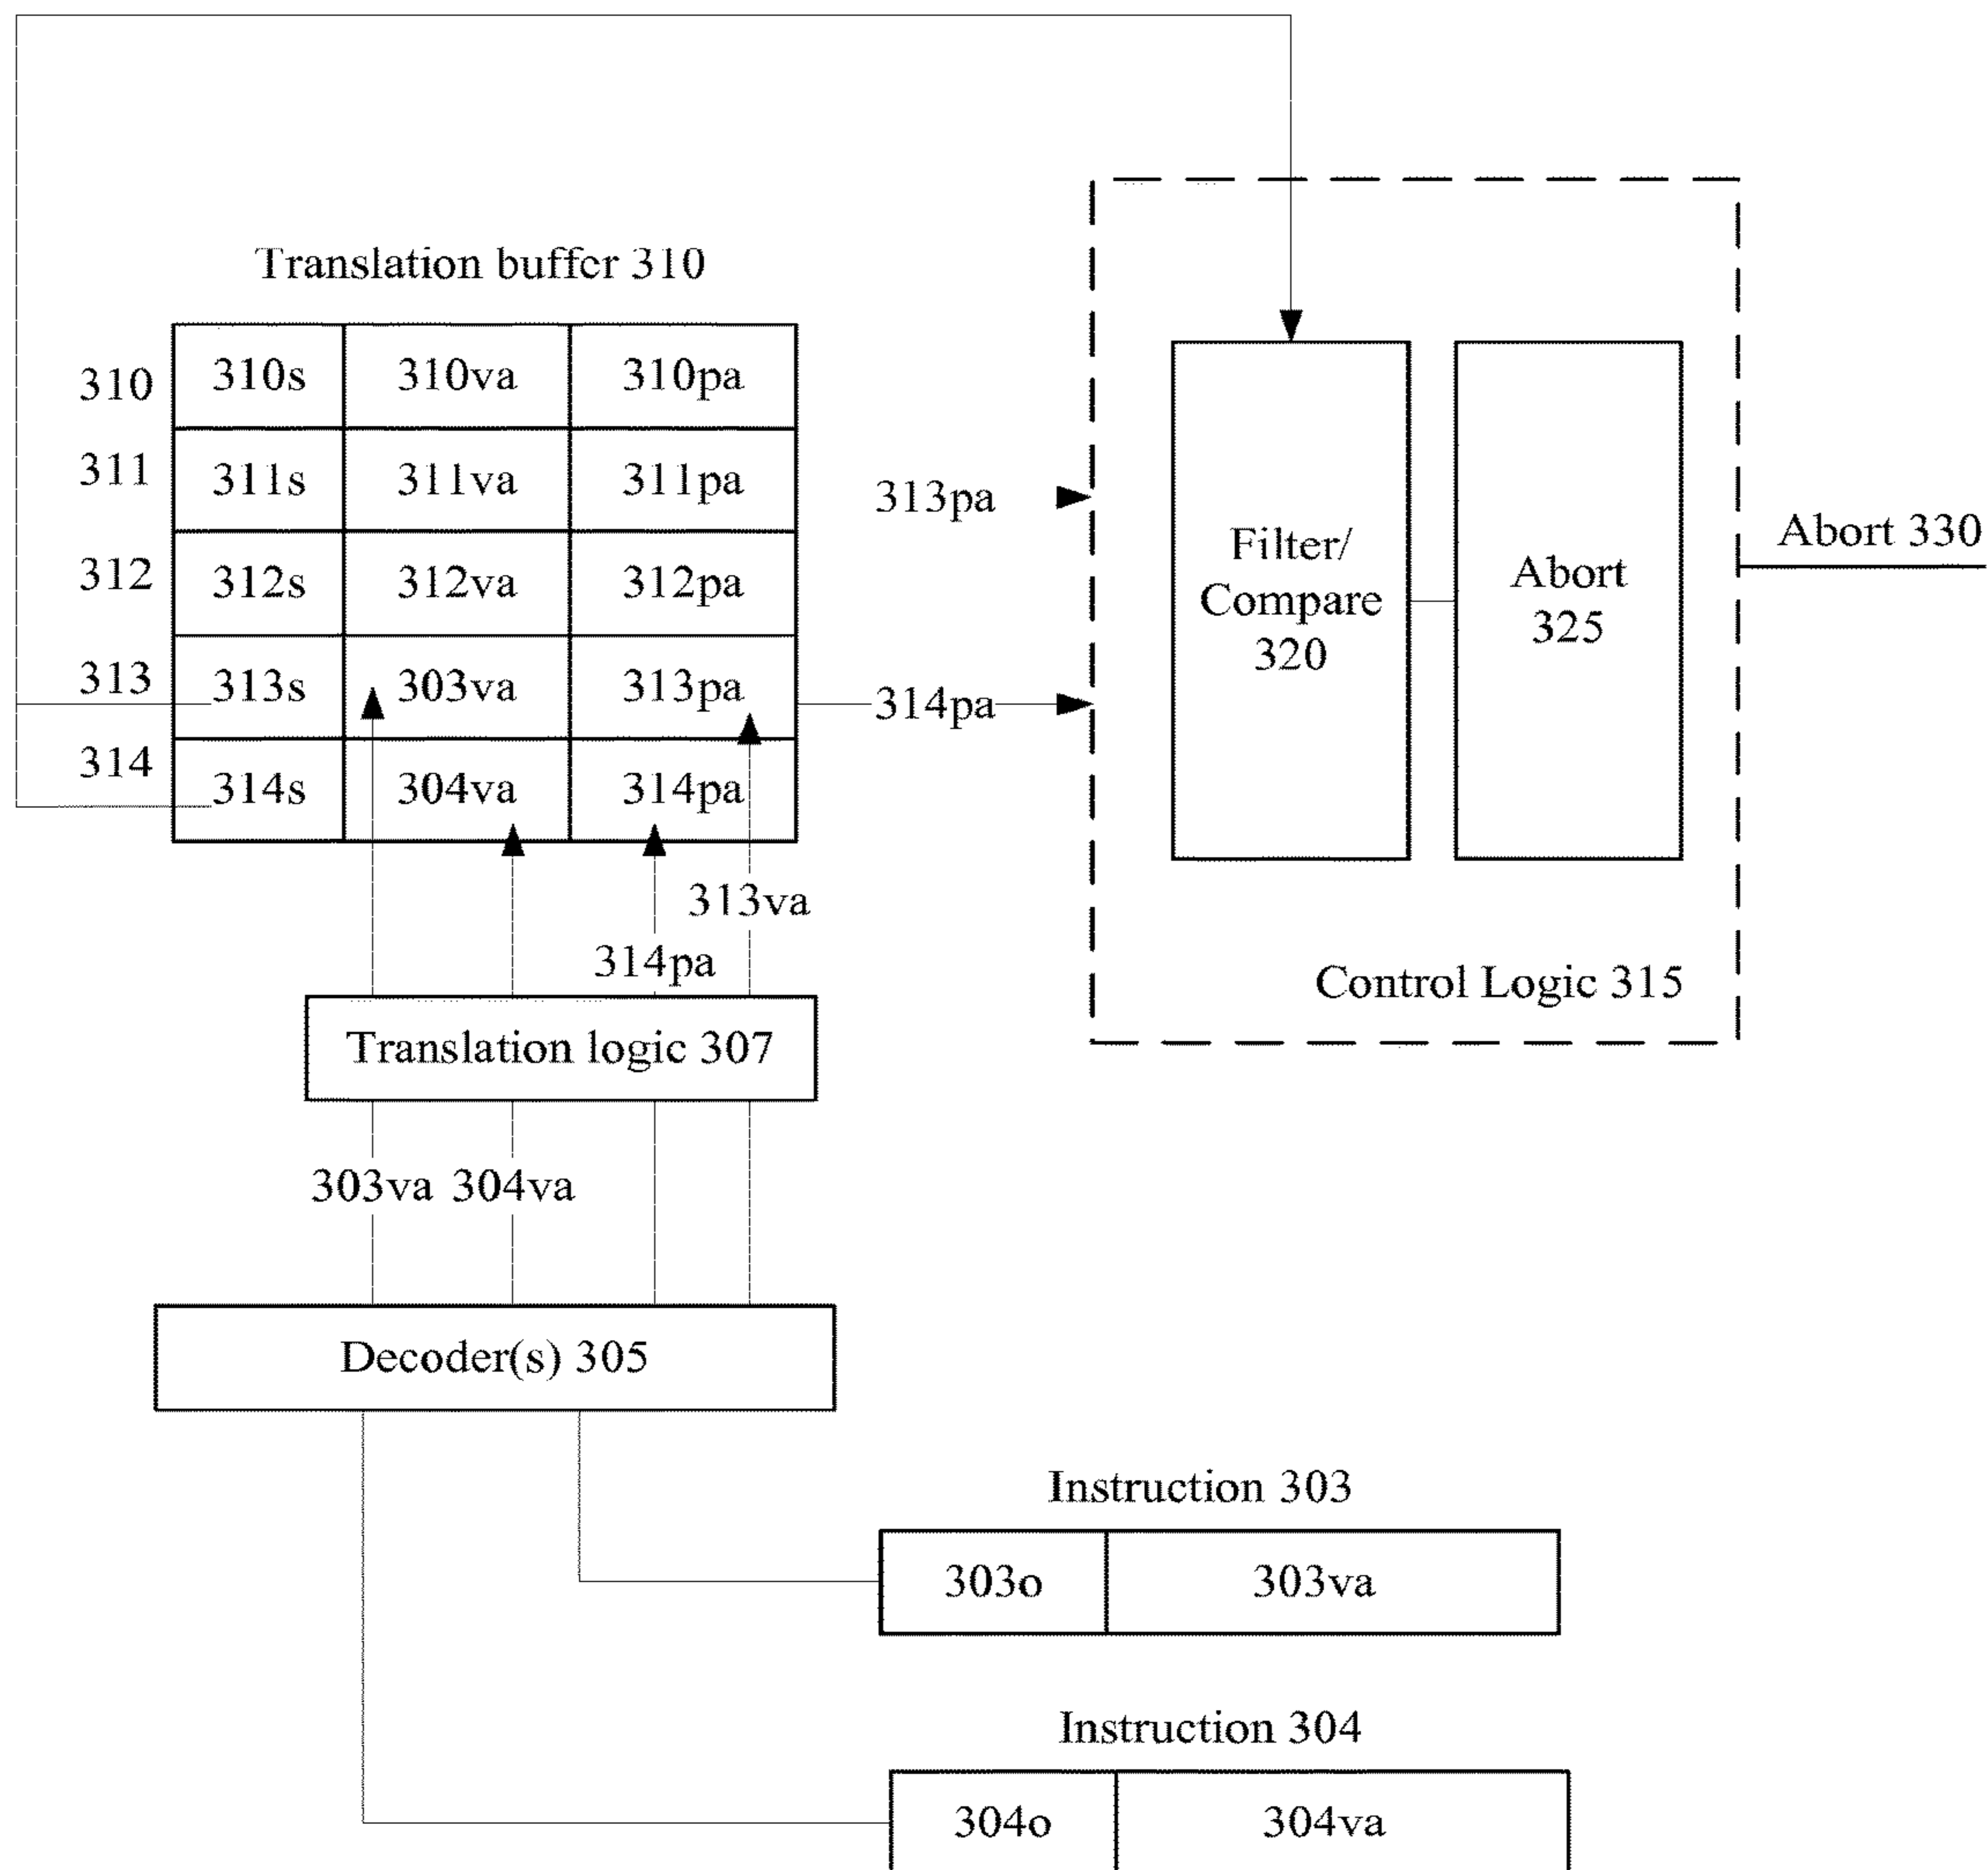 Translation buffer 310
310 310s 310va 310pa
311 311s 311va 311pa
312 312s 312va 312pa
313 313s 303va 313pa
314 314s 304va 314pa
313pa
314pa
Filter/
Compare
320
Abort
325
Abort 330
Control Logic 315
313va
314pa
Translation logic 307
303va 304va
Decoder(s) 305
Instruction 303
303o 303va
Instruction 304
304o 304va